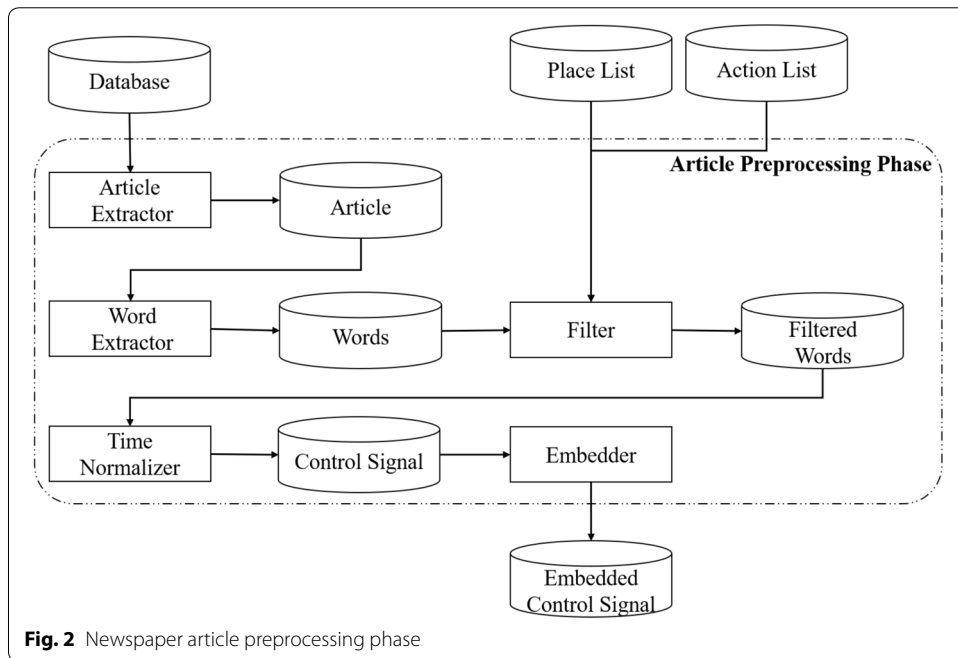 Database
Place List
Action List
Article Preprocessing Phase
Article
Extractor
Article
Word
Extractor
Words
Filter
Filtered
Words
Time
Normalizer
Control Signal
Embedder
Embedded
Control Signal
Fig. 2 Newspaper article preprocessing phase